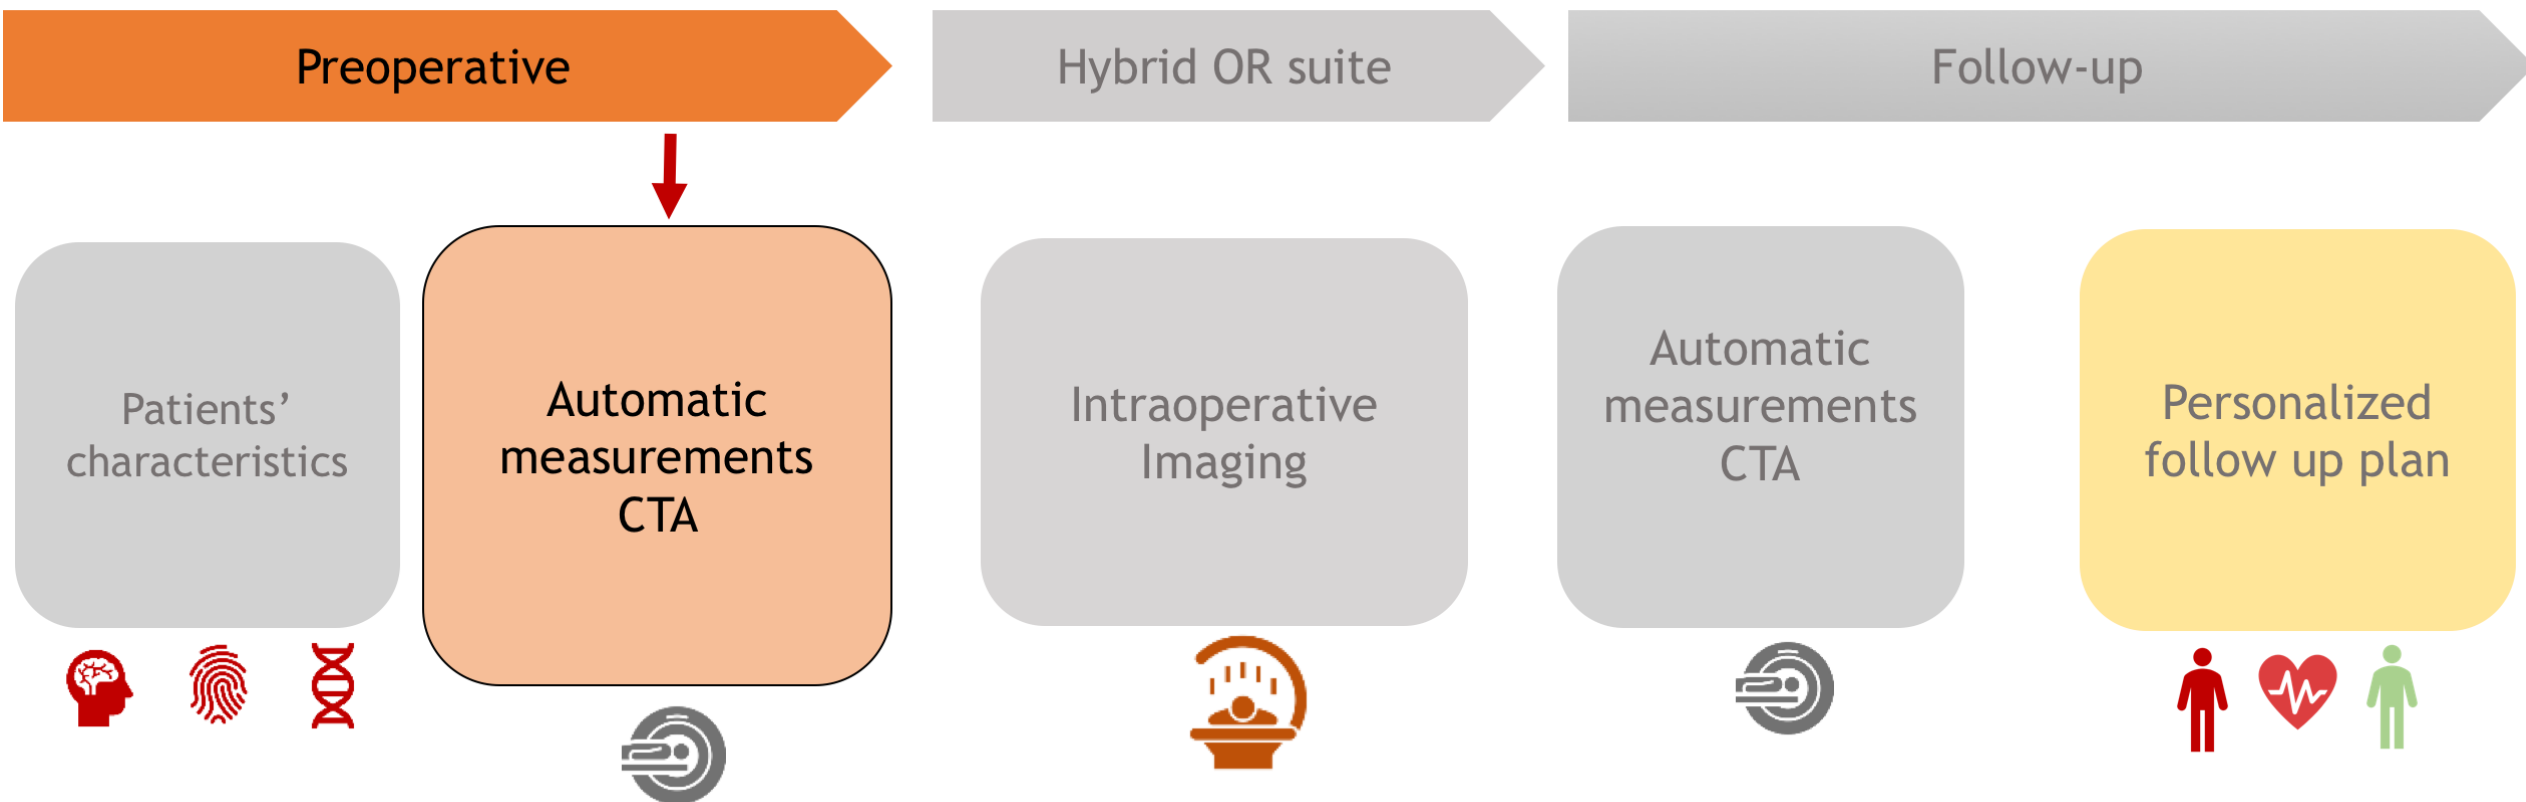 Preoperative
Hybrid OR suite
Follow-up
Patients’
characteristics
Automatic
measurements
CTA
Intraoperative
Imaging
Automatic
measurements
CTA
Personalized
follow up plan